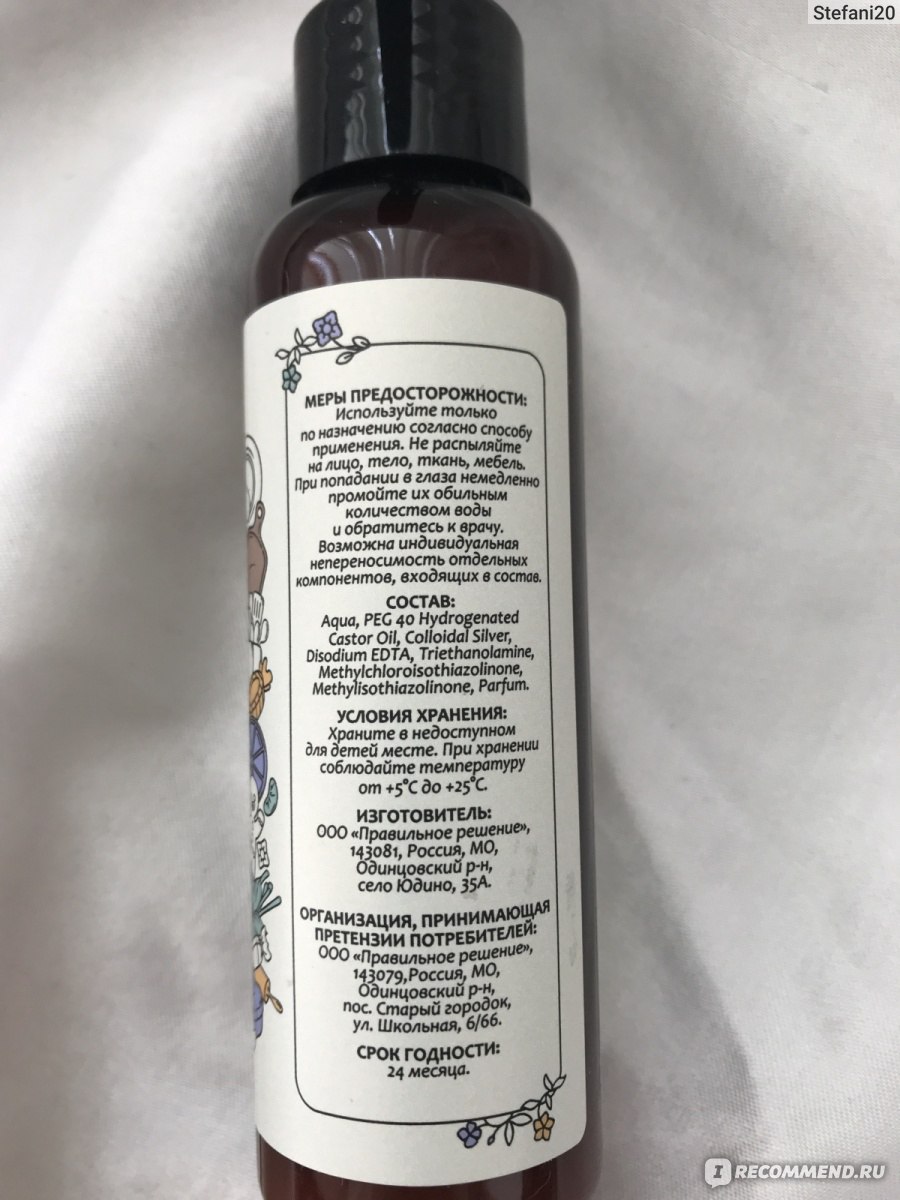 Stefani20
МЕРЫ ПРЕДОСТОРОЖНОСТИ:
Используйте только
по назначению согласно способу
применения. Не распыляйте
на лицо, тело, ткань, мебель.
При попадании в глаза немедленно
промойте их обильным
количеством воды
и обратитесь к врачу.
Возможна индивидуальная
непереносимость отдельных
компонентов, входящих в состав.
СОСТАВ:
Aqua, PEG 40 Hydrogenated
Castor Oil, Colloidal Silver,
Disodium EDTA, Triethanolamine,
Methylchloroisothiazolinone,
Methylisothiazolinone, Parfum.
УСЛОВИЯ ХРАНЕНИЯ:
Храните в недоступном
для детей месте. При хранении
соблюдайте температуру
от +5°C до +25°C.
ИЗГОТОВИТЕЛЬ:
ООО «Правильное решение»,
143081, Россия, МО,
Одинцовский р-н,
село Юдино, 35А.
ОРГАНИЗАЦИЯ, ПРИНИМАЮЩАЯ
ПРЕТЕНЗИИ ПОТРЕБИТЕЛЕЙ:
ООО «Правильное решение»,
143079,Россия, МО,
Одинцовский р-н,
пос. Старый городок,
ул. Школьная, 6/66.
СРОК ГОДНОСТИ:
24 месяца.
IRECOMMEND.RU